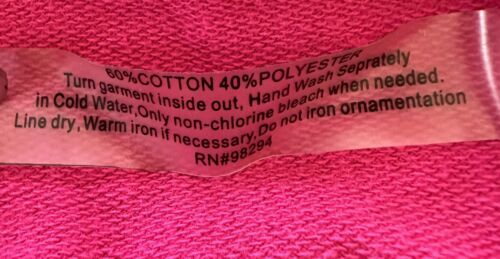 60%COTTON 40%POLYESTER
Turn garment inside out, Hand Wash Seprately
in Cold Water,Only non-chlorine bleach when needed.
Line dry,Warm iron if necessary,Do not iron ornamentation
RN#98294